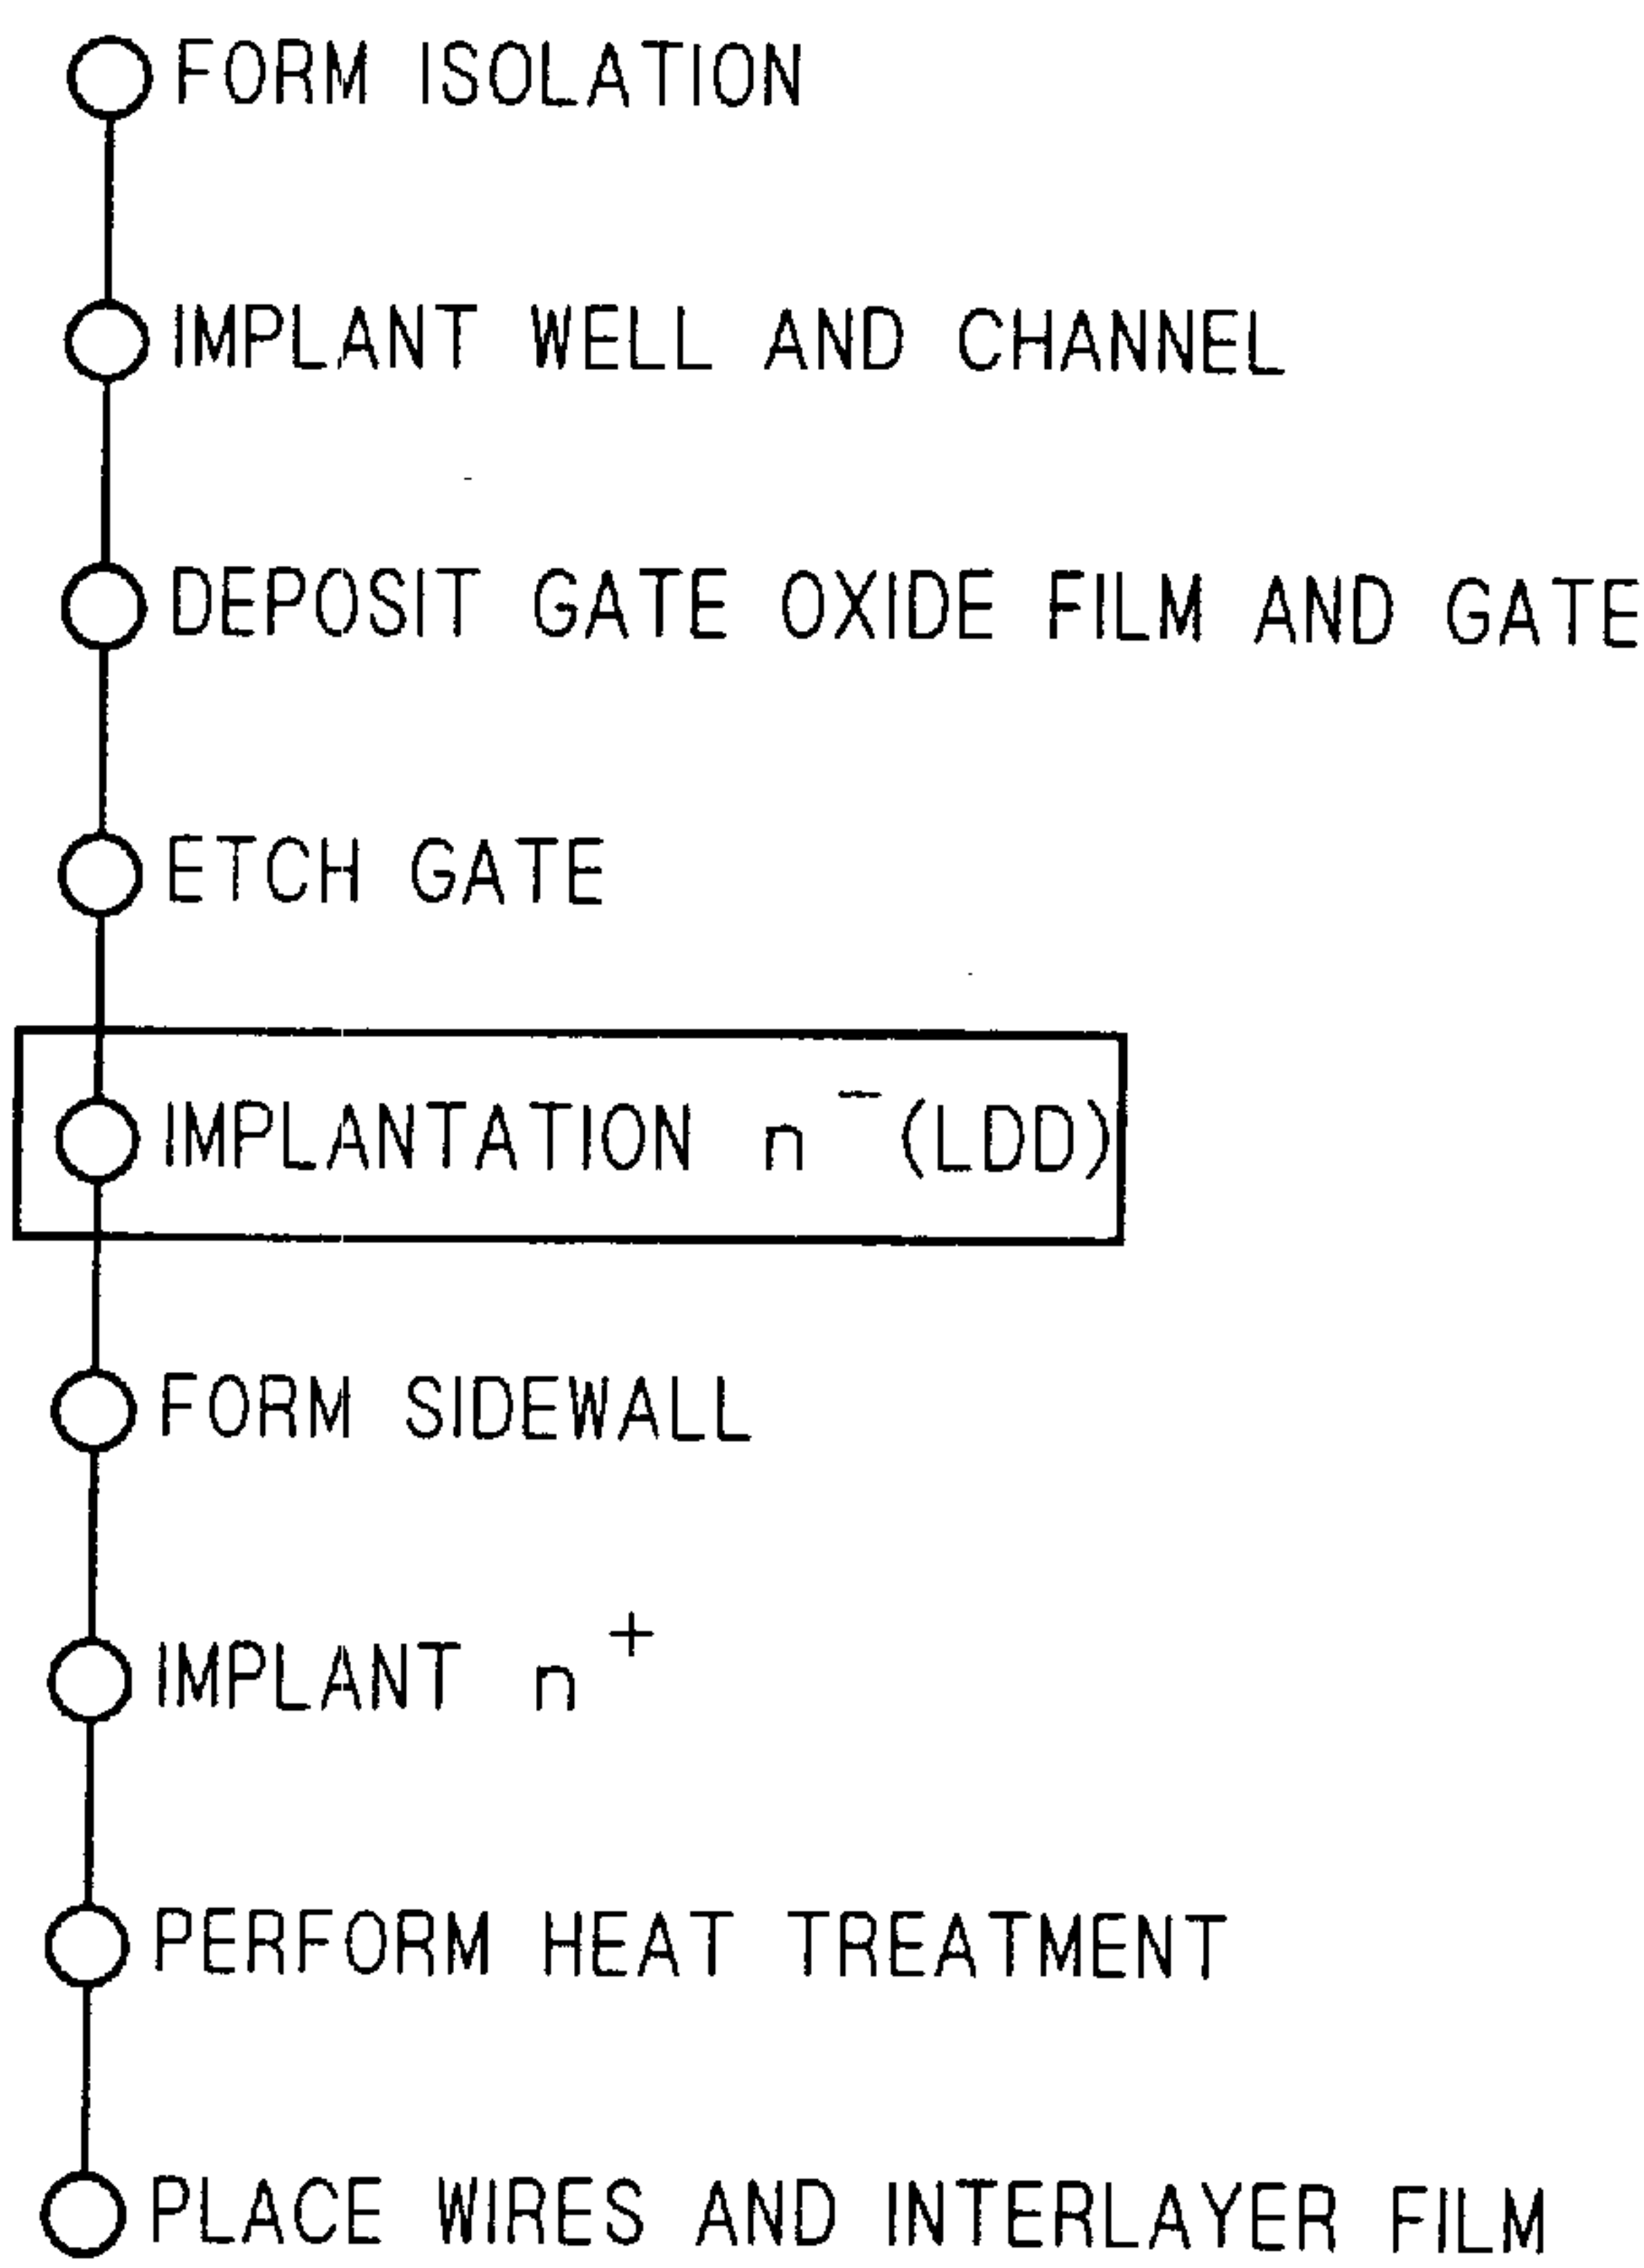 FORM ISOLATION
IMPLANT WELL AND CHANNEL
DEPOSIT GATE OXIDE FILM AND GATE
ETCH GATE
IMPLANTATION n⁻(LDD)
FORM SIDEWALL
IMPLANT n⁺
PERFORM HEAT TREATMENT
PLACE WIRES AND INTERLAYER FILM